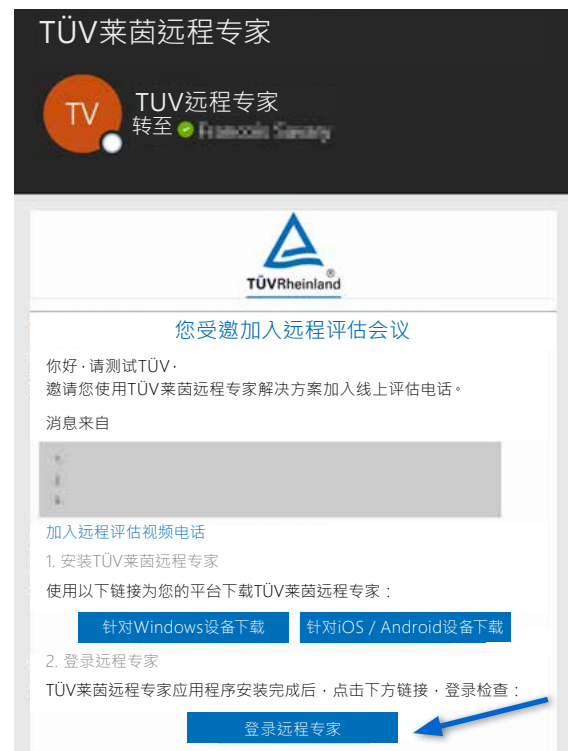 TÜV莱茵远程专家
TV
TUV远程专家
转至
TÜVRheinland®
您受邀加入远程评估会议
你好·请测试TÜV·
邀请您使用TÜV莱茵远程专家解决方案加入线上评估电话。
消息来自
加入远程评估视频电话
1. 安装TÜV莱茵远程专家
使用以下链接为您的平台下载TÜV莱茵远程专家：
针对Windows设备下载
针对iOS / Android设备下载
2. 登录远程专家
TÜV莱茵远程专家应用程序安装完成后·点击下方链接·登录检查：
登录远程专家